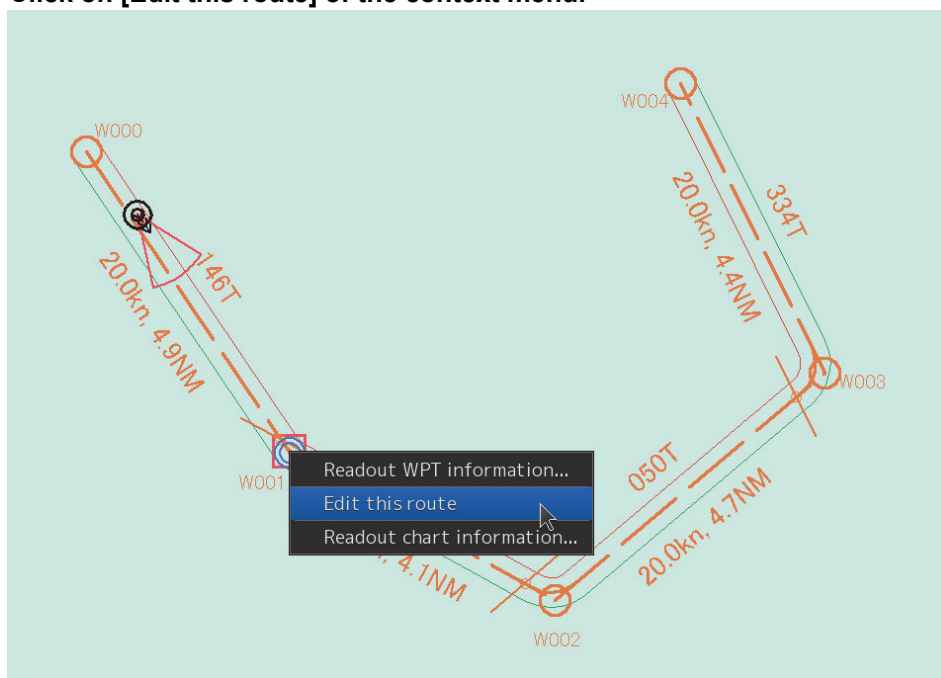 Click on [Edit this route] of the context menu.
W000
W004
146T
20.0kn, 4.9NM
334T
20.0kn, 4.4NM
W003
W001
Readout WPT information...
Edit this route
Readout chart information...
050T
20.0kn, 4.7NM
4.1NM
W002